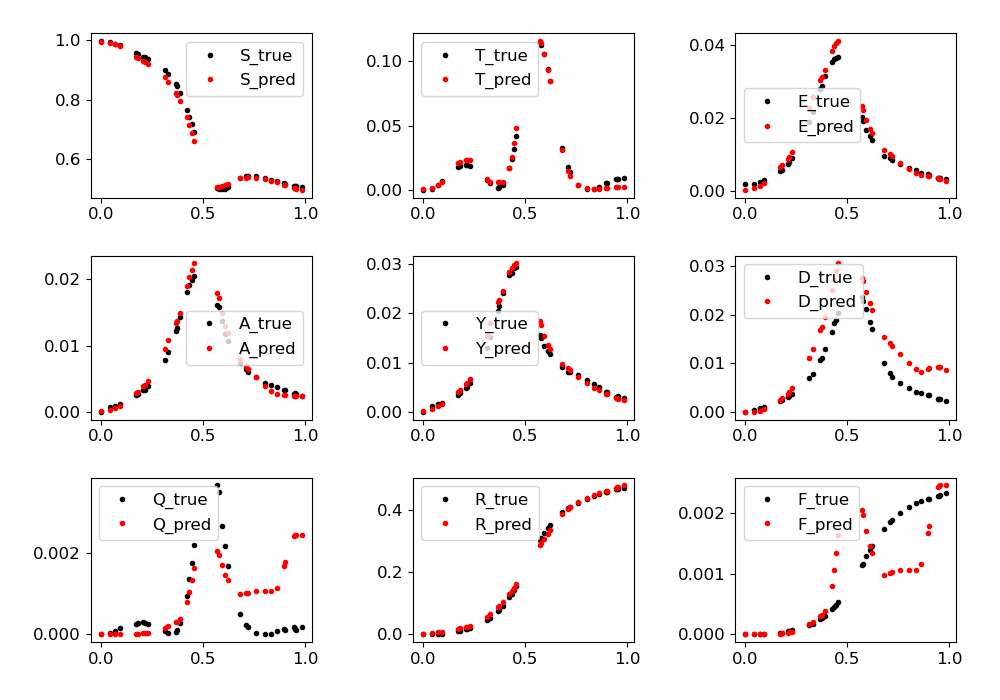 1.0
0.8
0.6
0.0 0.5 1.0
S_true
S_pred
0.10
0.05
0.00
0.0 0.5 1.0
T_true
T_pred
0.04
0.02
0.00
0.0 0.5 1.0
E_true
E_pred
0.02
0.01
0.00
0.0 0.5 1.0
A_true
A_pred
0.03
0.02
0.01
0.00
0.0 0.5 1.0
Y_true
Y_pred
0.03
0.02
0.01
0.00
0.0 0.5 1.0
D_true
D_pred
0.002
0.000
0.0 0.5 1.0
Q_true
Q_pred
0.4
0.2
0.0
0.0 0.5 1.0
R_true
R_pred
0.002
0.001
0.000
0.0 0.5 1.0
F_true
F_pred